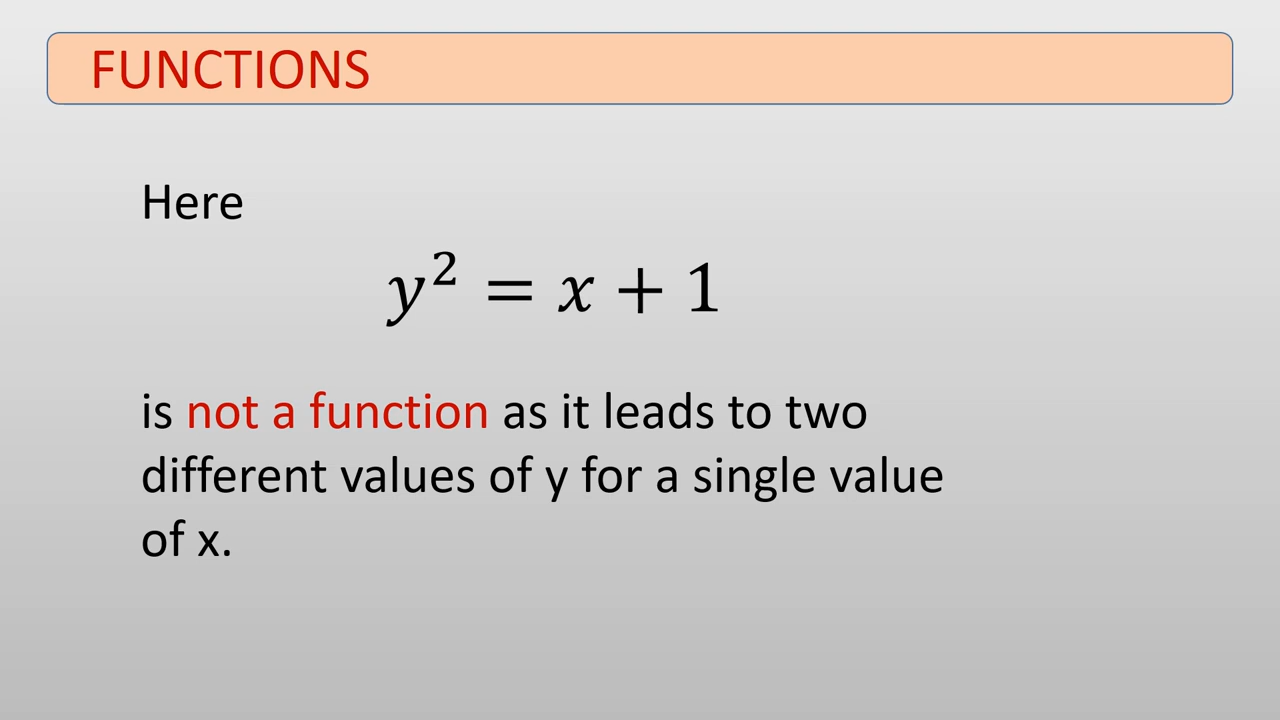 FUNCTIONS
Here
y² = x + 1
is not a function as it leads to two
different values of y for a single value
of x.